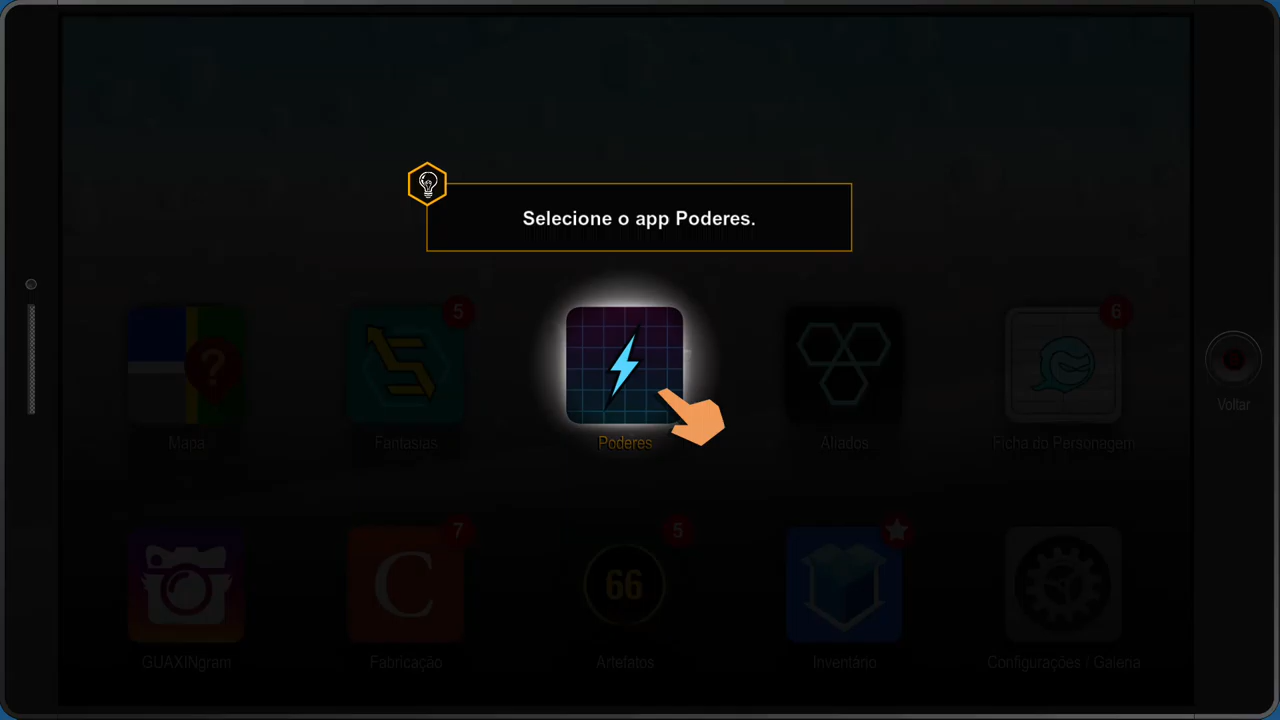 Selecione o app Poderes.
5
6
?
Mapa
Fantasias
Poderes
Aliados
Ficha do Personagem
Voltar
7
5
C
66
GUAXINgram
Fabricação
Artefatos
Inventário
Configurações / Galeria